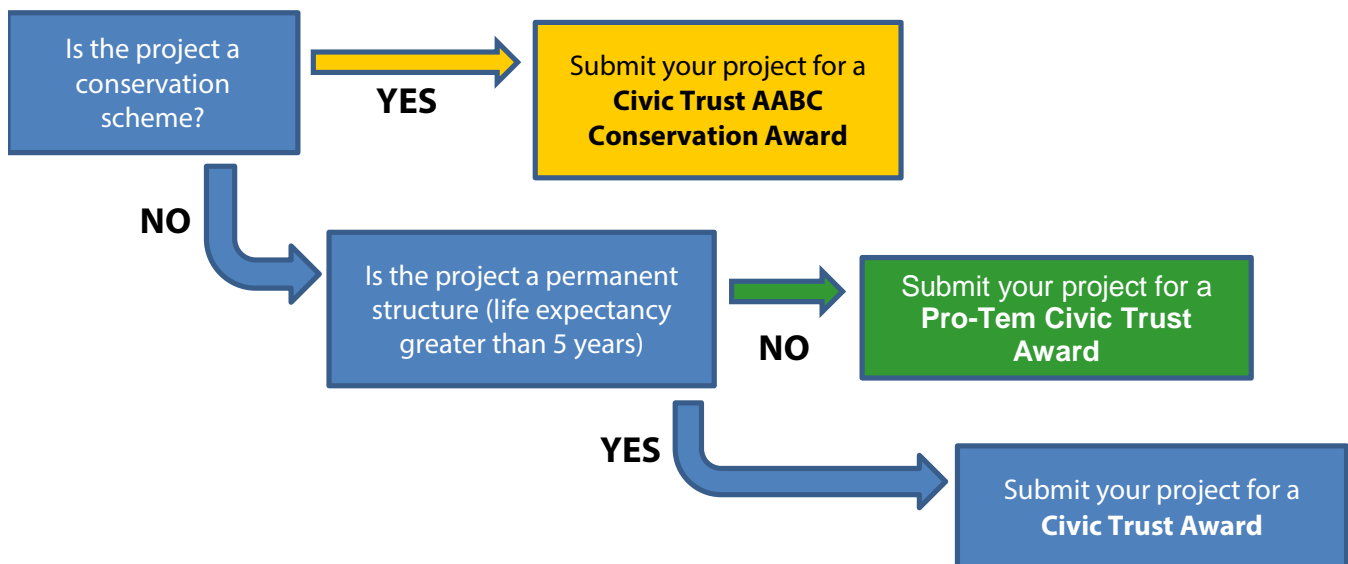 Is the project a
conservation
scheme?
YES
Submit your project for a
Civic Trust AABC
Conservation Award
NO
Is the project a permanent
structure (life expectancy
greater than 5 years)
NO
Submit your project for a
Pro-Tem Civic Trust
Award
YES
Submit your project for a
Civic Trust Award